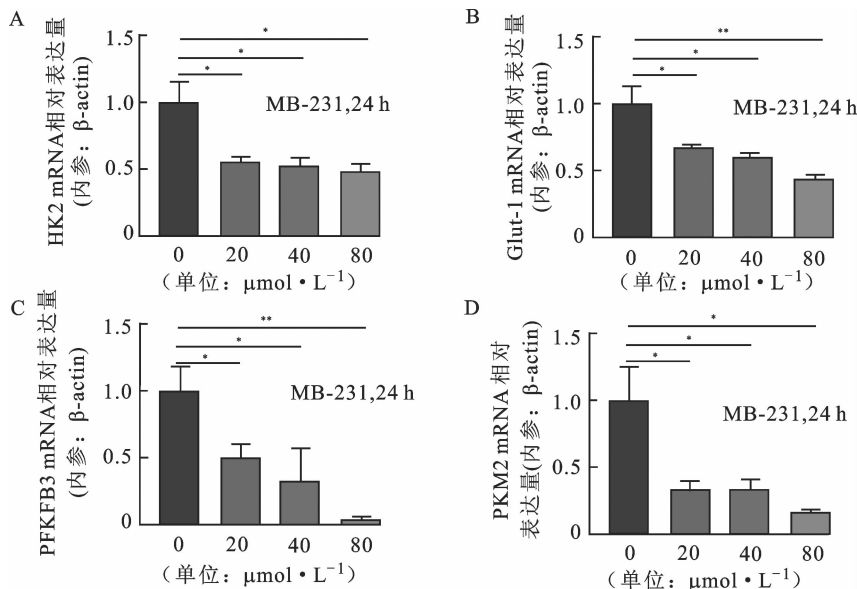 A
HK2 mRNA相对表达量
(内参：β-actin)
1.5
1.0
0.5
0
*
*
*
MB-231,24 h
0 20 40 80
（单位：μmol·L⁻¹）
B
Glut-1 mRNA相对表达量
(内参：β-actin)
1.5
1.0
0.5
0
**
*
*
MB-231,24 h
0 20 40 80
（单位：μmol·L⁻¹）
C
PFKFB3 mRNA相对表达量
(内参：β-actin)
1.5
1.0
0.5
0
**
*
*
MB-231,24 h
0 20 40 80
（单位：μmol·L⁻¹）
D
PKM2 mRNA 相对
表达量(内参：β-actin)
1.5
1.0
0.5
0
*
*
*
MB-231,24 h
0 20 40 80
（单位：μmol·L⁻¹）